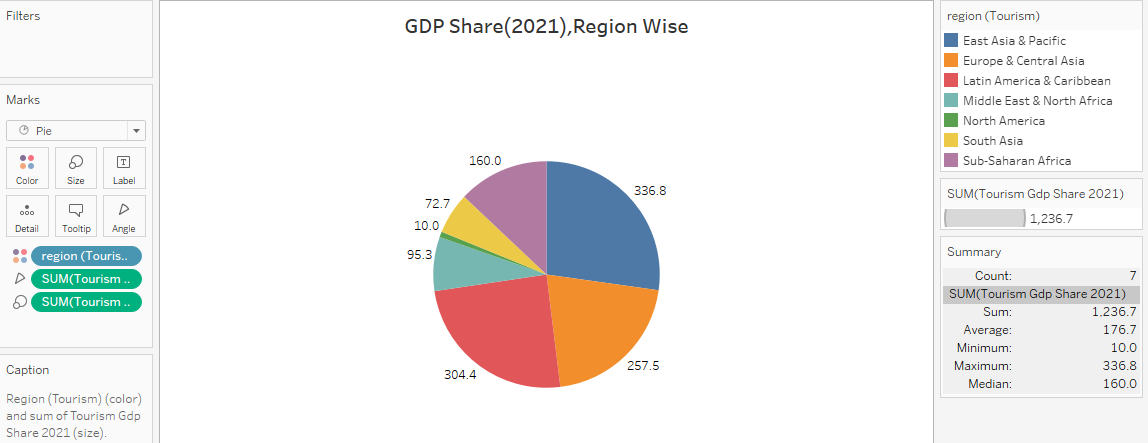 Filters
Marks
Pie
Color Size Label
Detail Tooltip Angle
region (Touris..
SUM(Tourism ..
SUM(Tourism ..
Caption
Region (Tourism) (color)
and sum of Tourism Gdp
Share 2021 (size).
GDP Share(2021),Region Wise
160.0
336.8
72.7
10.0
95.3
304.4
257.5
region (Tourism)
East Asia & Pacific
Europe & Central Asia
Latin America & Caribbean
Middle East & North Africa
North America
South Asia
Sub-Saharan Africa
SUM(Tourism Gdp Share 2021)
1,236.7
Summary
Count: 7
SUM(Tourism Gdp Share 2021)
Sum: 1,236.7
Average: 176.7
Minimum: 10.0
Maximum: 336.8
Median: 160.0